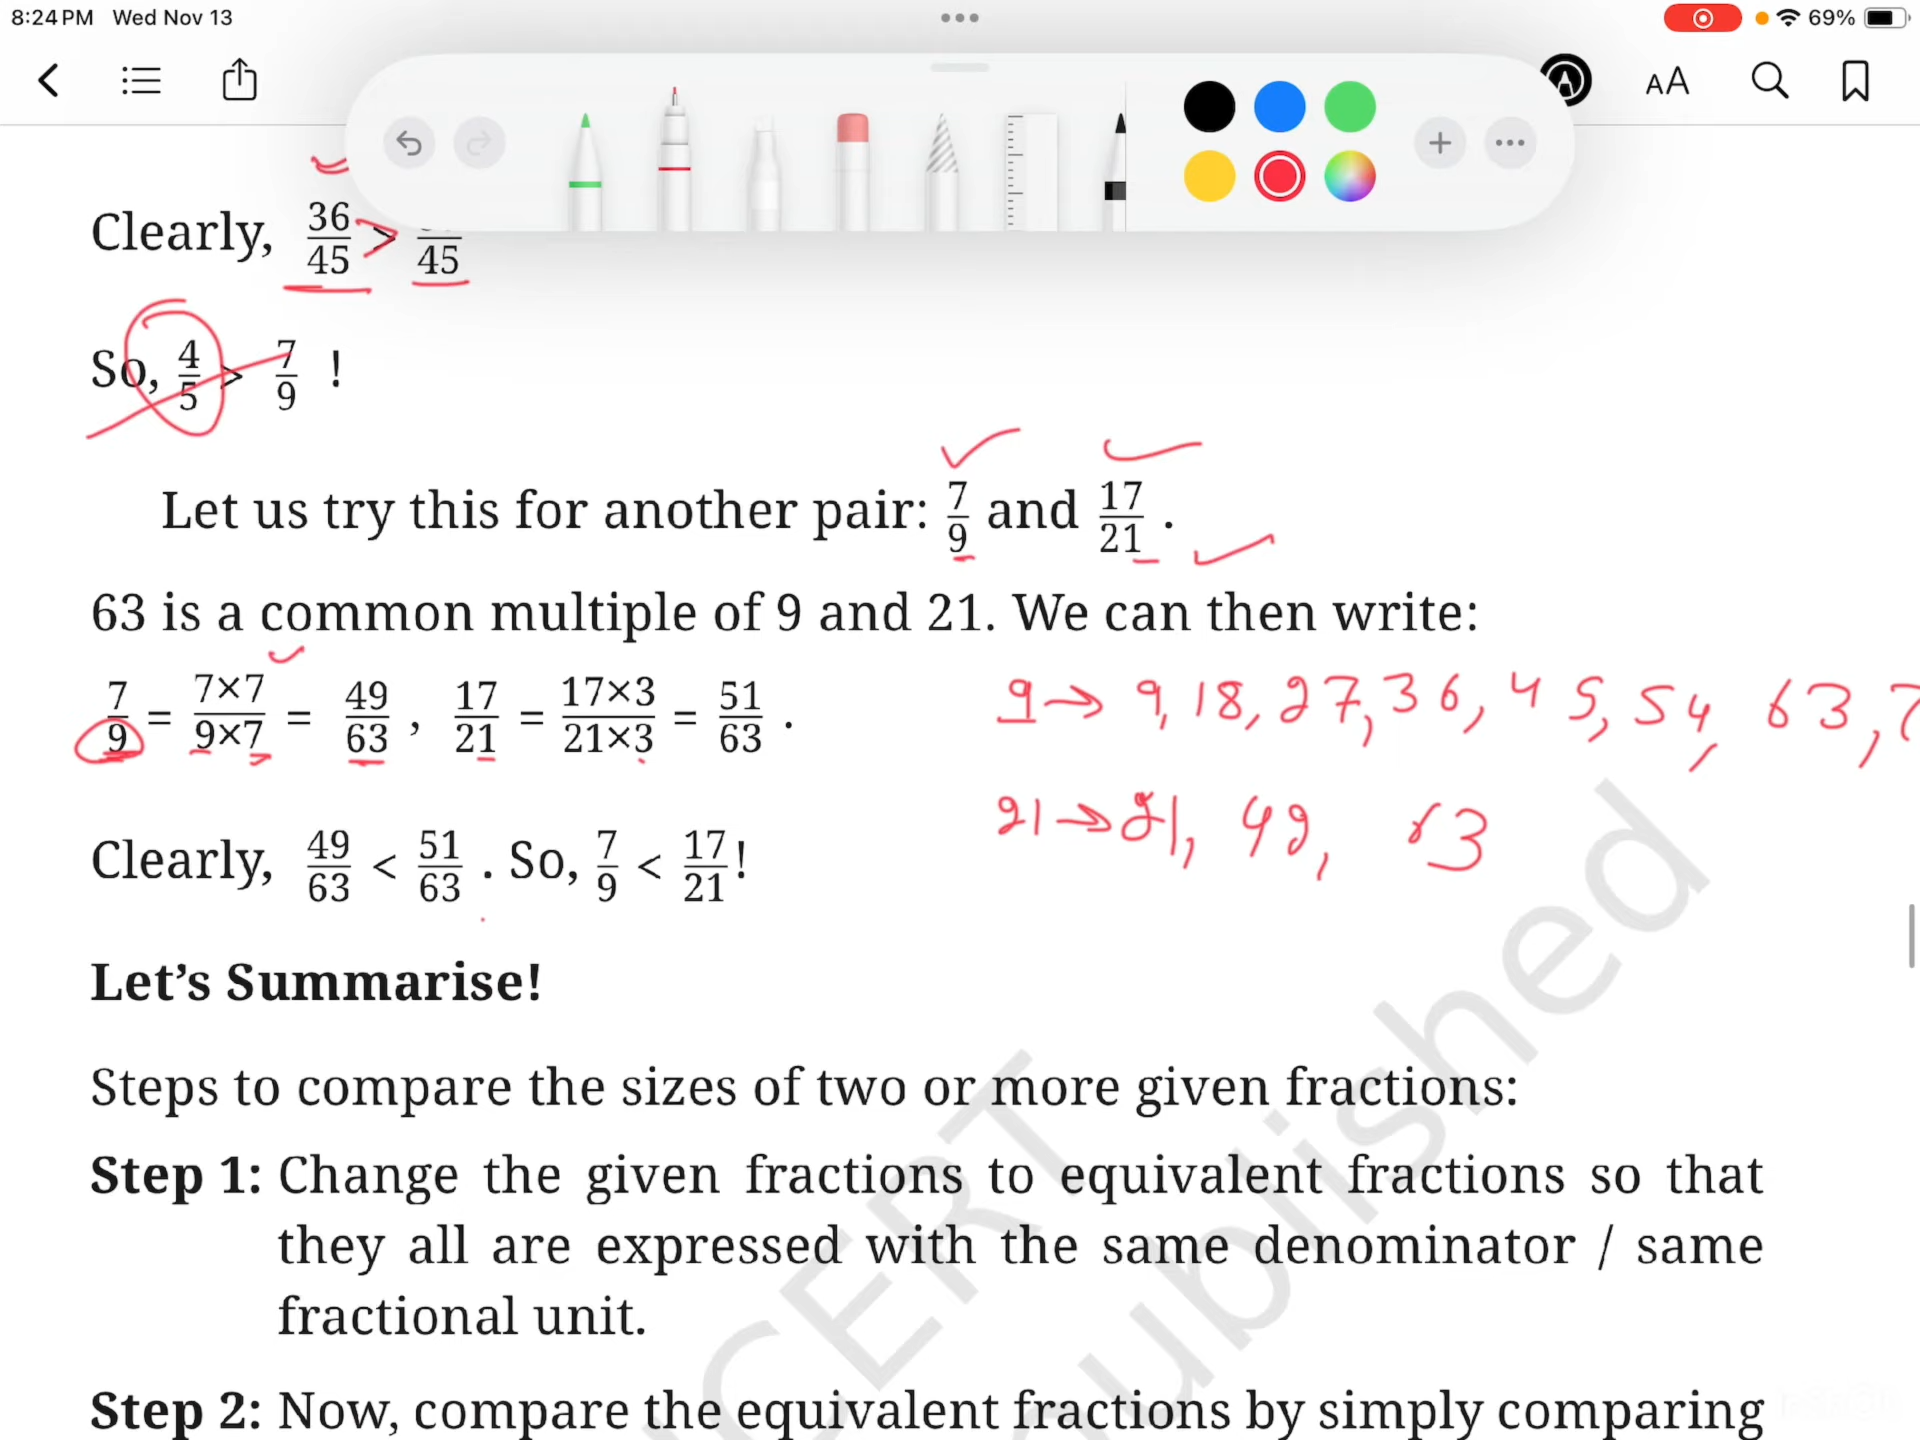 8:24 PM Wed Nov 13
69%
AA
Clearly, 36/45 > /45
So, 4/5 > 7/9 !
Let us try this for another pair: 7/9 and 17/21 .
63 is a common multiple of 9 and 21. We can then write:
7/9 = 7×7/9×7 = 49/63 , 17/21 = 17×3/21×3 = 51/63 .
9 → 9, 18, 27, 36, 45, 54, 63, 7
21 → 21, 42, 63
Clearly, 49/63 < 51/63 . So, 7/9 < 17/21!
Let’s Summarise!
Steps to compare the sizes of two or more given fractions:
Step 1: Change the given fractions to equivalent fractions so that
they all are expressed with the same denominator / same
fractional unit.
Step 2: Now, compare the equivalent fractions by simply comparing
CERT
ublished